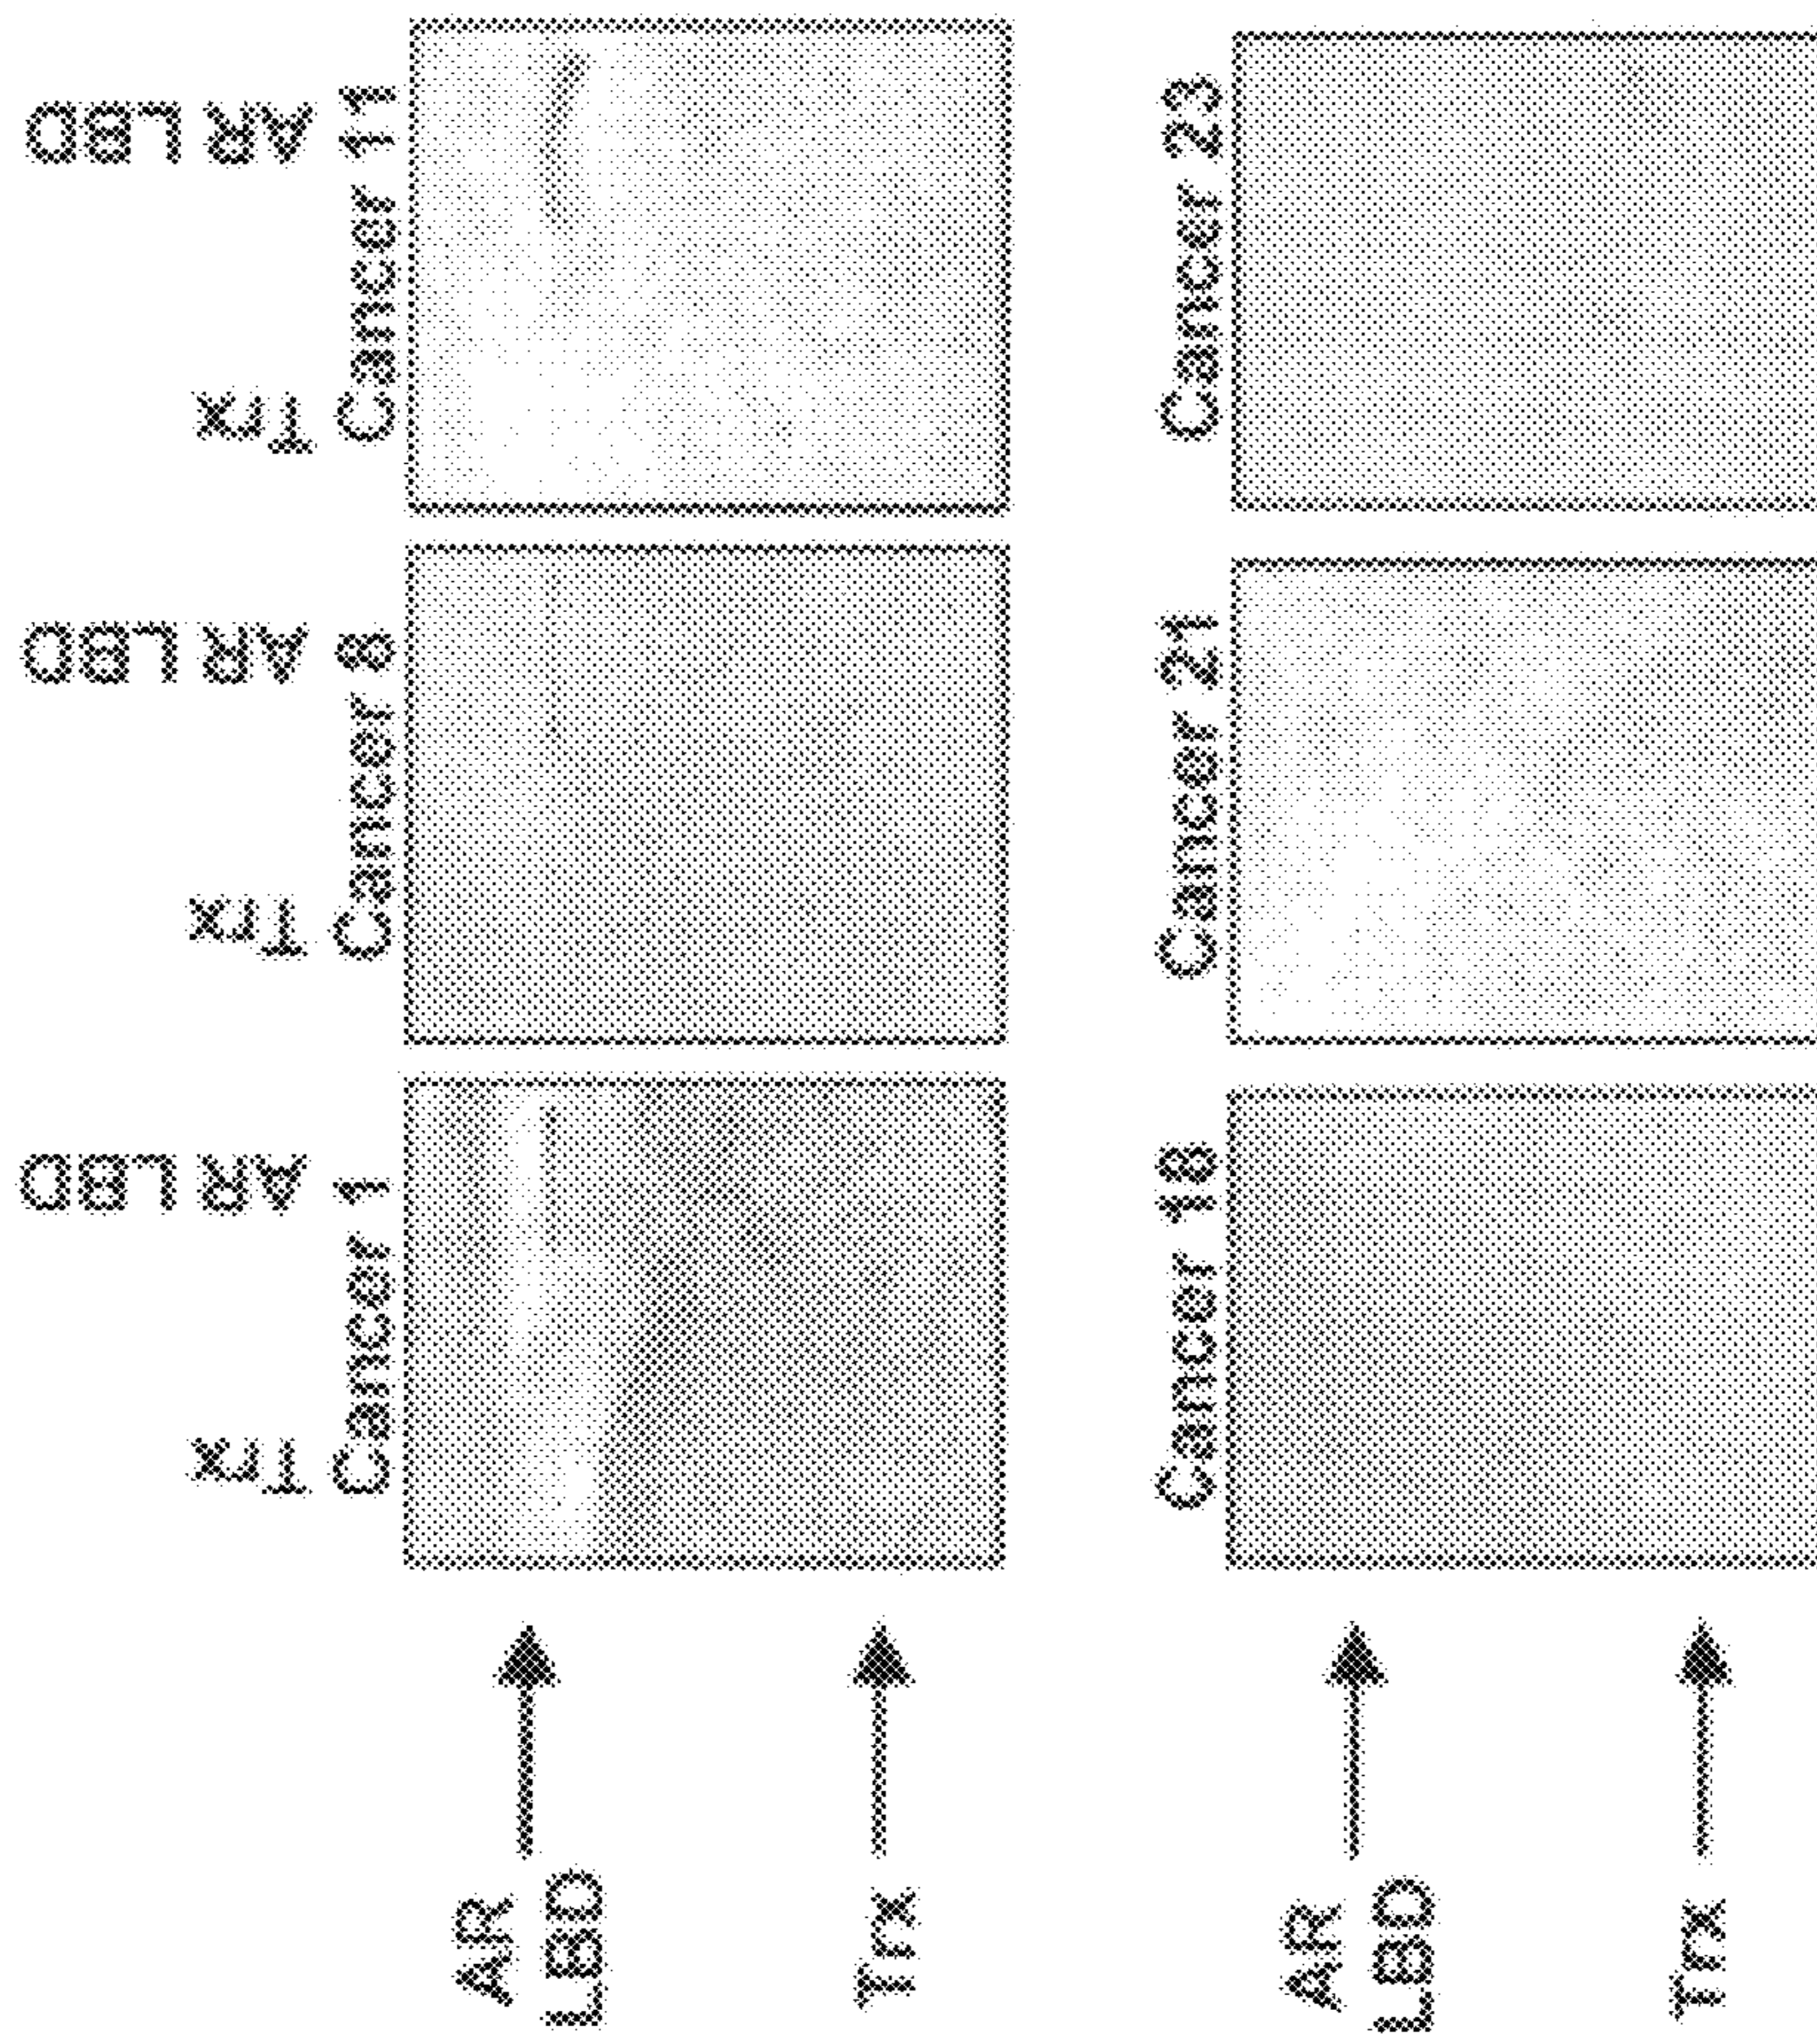 Trx AR LBD Trx AR LBD Trx AR LBD
Cancer 1 Cancer 8 Cancer 11
AR
LBD
Trx
Cancer 18 Cancer 21 Cancer 23
AR
LBD
Trx